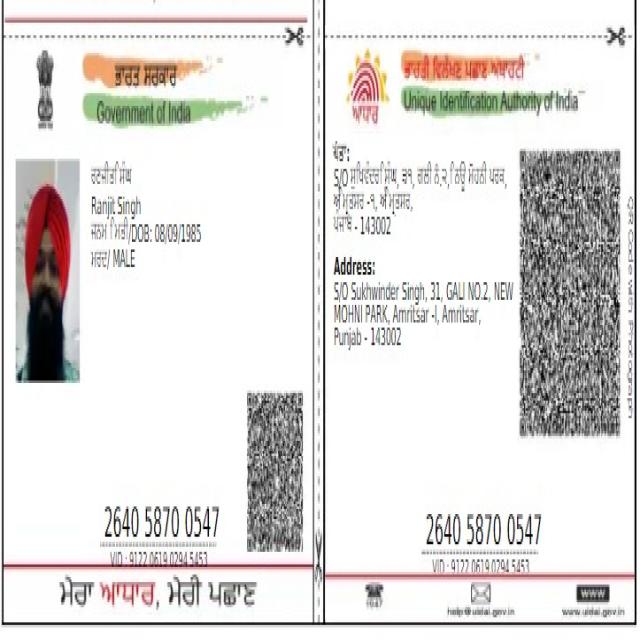 ਭਾਰਤ ਸਰਕਾਰ
Government of India
ਰਣਜੀਤ ਸਿੰਘ
Ranjit Singh
ਜਨਮ ਮਿਤੀ/DOB: 08/09/1985
ਮਰਦ/ MALE
2640 5870 0547
VID : 9122 0619 0294 5453
ਮੇਰਾ ਆਧਾਰ, ਮੇਰੀ ਪਛਾਣ
ਆਧਾਰ
ਭਾਰਤੀ ਵਿਲੱਖਣ ਪਛਾਣ ਅਥਾਰਟੀ
Unique Identification Authority of India
ਪਤਾ:
S/O ਸੁਖਵਿੰਦਰ ਸਿੰਘ, ੩੧, ਗਲੀ ਨੰ.੨, ਨਿਊ ਮੋਹਨੀ ਪਾਰਕ,
ਅੰਮ੍ਰਿਤਸਰ -੧, ਅੰਮ੍ਰਿਤਸਰ,
ਪੰਜਾਬ - 143002
Address:
S/O Sukhwinder Singh, 31, GALI NO.2, NEW
MOHNI PARK, Amritsar -I, Amritsar,
Punjab - 143002
2640 5870 0547
VID : 9122 0619 0294 5453
1947
help@uidai.gov.in
www
www.uidai.gov.in